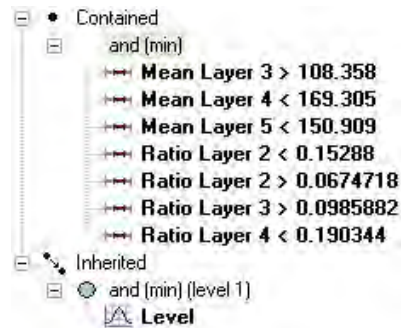 Contained
and (min)
Mean Layer 3 > 108.358
Mean Layer 4 < 169.305
Mean Layer 5 < 150.909
Ratio Layer 2 < 0.15288
Ratio Layer 2 > 0.0674718
Ratio Layer 3 > 0.0985882
Ratio Layer 4 < 0.190344
Inherited
and (min) (level 1)
Level